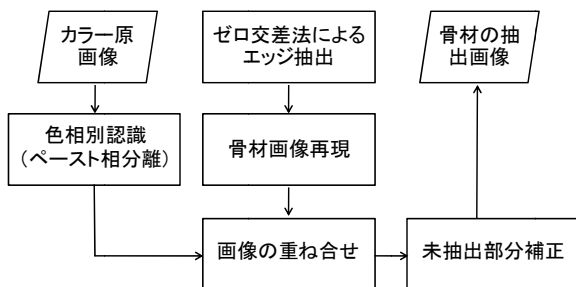 カラー原
画像
ゼロ交差法による
エッジ抽出
骨材の抽
出画像
色相別認識
(ペースト相分離)
骨材画像再現
画像の重ね合せ
未抽出部分補正